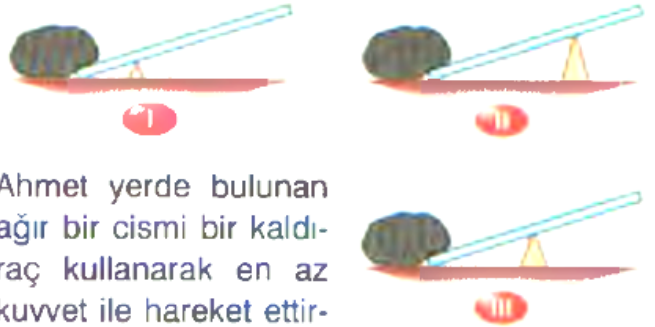 I
II
Ahmet yerde bulunan
ağır bir cismi bir kaldı-
raç kullanarak en az
kuvvet ile hareket ettir-
III